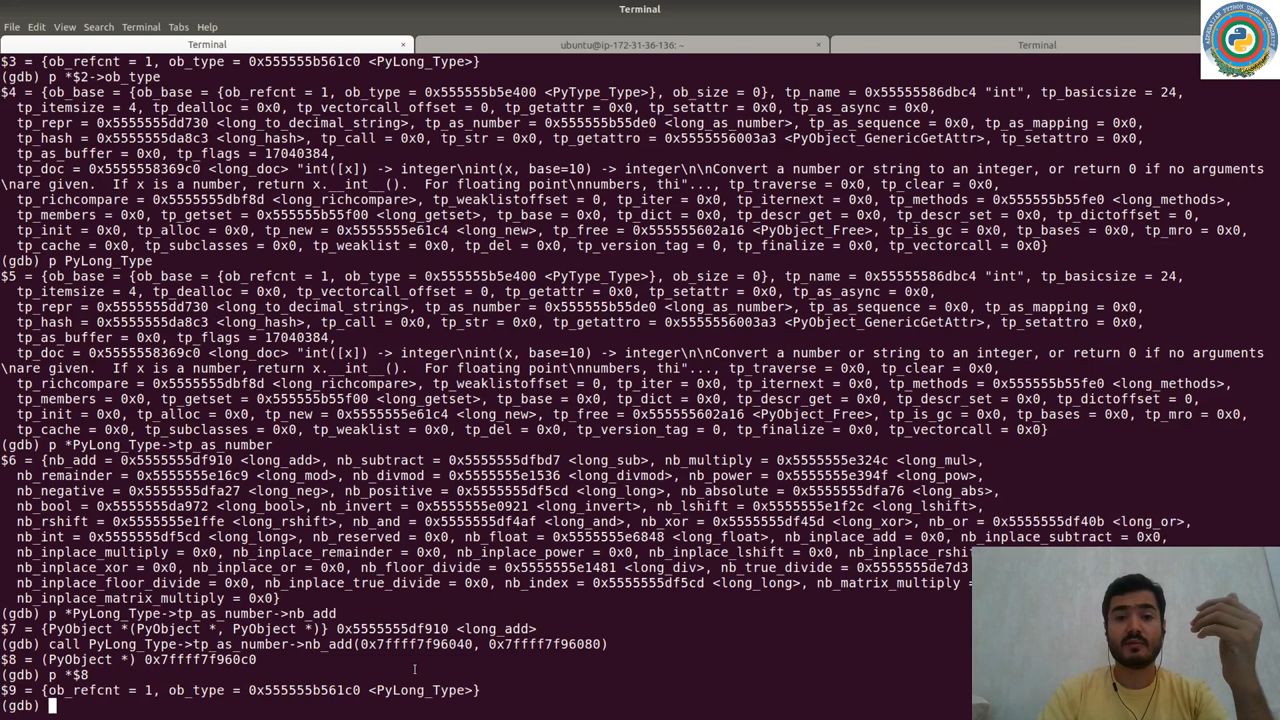 Terminal
File Edit View Search Terminal Tabs Help
Terminal × ubuntu@ip-172-31-36-136: ~ × Terminal
$3 = {ob_refcnt = 1, ob_type = 0x555555b561c0 <PyLong_Type>}
(gdb) p *$2->ob_type
$4 = {ob_base = {ob_base = {ob_refcnt = 1, ob_type = 0x555555b5e400 <PyType_Type>}, ob_size = 0}, tp_name = 0x55555586dbc4 "int", tp_basicsize = 24,
tp_itemsize = 4, tp_dealloc = 0x0, tp_vectorcall_offset = 0, tp_getattr = 0x0, tp_setattr = 0x0, tp_as_async = 0x0,
tp_repr = 0x5555555dd730 <long_to_decimal_string>, tp_as_number = 0x555555b55de0 <long_as_number>, tp_as_sequence = 0x0, tp_as_mapping = 0x0,
tp_hash = 0x5555555da8c3 <long_hash>, tp_call = 0x0, tp_str = 0x0, tp_getattro = 0x5555556003a3 <PyObject_GenericGetAttr>, tp_setattro = 0x0,
tp_as_buffer = 0x0, tp_flags = 17040384,
tp_doc = 0x5555558369c0 <long_doc> "int([x]) -> integer\nint(x, base=10) -> integer\n\nConvert a number or string to an integer, or return 0 if no arguments
\nare given.  If x is a number, return x.__int__().  For floating point\nnumbers, thi"..., tp_traverse = 0x0, tp_clear = 0x0,
tp_richcompare = 0x5555555dbf8d <long_richcompare>, tp_weaklistoffset = 0, tp_iter = 0x0, tp_iternext = 0x0, tp_methods = 0x555555b55fe0 <long_methods>,
tp_members = 0x0, tp_getset = 0x555555b55f00 <long_getset>, tp_base = 0x0, tp_dict = 0x0, tp_descr_get = 0x0, tp_descr_set = 0x0, tp_dictoffset = 0,
tp_init = 0x0, tp_alloc = 0x0, tp_new = 0x5555555e61c4 <long_new>, tp_free = 0x555555602a16 <PyObject_Free>, tp_is_gc = 0x0, tp_bases = 0x0, tp_mro = 0x0,
tp_cache = 0x0, tp_subclasses = 0x0, tp_weaklist = 0x0, tp_del = 0x0, tp_version_tag = 0, tp_finalize = 0x0, tp_vectorcall = 0x0}
(gdb) p PyLong_Type
$5 = {ob_base = {ob_base = {ob_refcnt = 1, ob_type = 0x555555b5e400 <PyType_Type>}, ob_size = 0}, tp_name = 0x55555586dbc4 "int", tp_basicsize = 24,
tp_itemsize = 4, tp_dealloc = 0x0, tp_vectorcall_offset = 0, tp_getattr = 0x0, tp_setattr = 0x0, tp_as_async = 0x0,
tp_repr = 0x5555555dd730 <long_to_decimal_string>, tp_as_number = 0x555555b55de0 <long_as_number>, tp_as_sequence = 0x0, tp_as_mapping = 0x0,
tp_hash = 0x5555555da8c3 <long_hash>, tp_call = 0x0, tp_str = 0x0, tp_getattro = 0x5555556003a3 <PyObject_GenericGetAttr>, tp_setattro = 0x0,
tp_as_buffer = 0x0, tp_flags = 17040384,
tp_doc = 0x5555558369c0 <long_doc> "int([x]) -> integer\nint(x, base=10) -> integer\n\nConvert a number or string to an integer, or return 0 if no arguments
\nare given.  If x is a number, return x.__int__().  For floating point\nnumbers, thi"..., tp_traverse = 0x0, tp_clear = 0x0,
tp_richcompare = 0x5555555dbf8d <long_richcompare>, tp_weaklistoffset = 0, tp_iter = 0x0, tp_iternext = 0x0, tp_methods = 0x555555b55fe0 <long_methods>,
tp_members = 0x0, tp_getset = 0x555555b55f00 <long_getset>, tp_base = 0x0, tp_dict = 0x0, tp_descr_get = 0x0, tp_descr_set = 0x0, tp_dictoffset = 0,
tp_init = 0x0, tp_alloc = 0x0, tp_new = 0x5555555e61c4 <long_new>, tp_free = 0x555555602a16 <PyObject_Free>, tp_is_gc = 0x0, tp_bases = 0x0, tp_mro = 0x0,
tp_cache = 0x0, tp_subclasses = 0x0, tp_weaklist = 0x0, tp_del = 0x0, tp_version_tag = 0, tp_finalize = 0x0, tp_vectorcall = 0x0}
(gdb) p *PyLong_Type->tp_as_number
$6 = {nb_add = 0x5555555df910 <long_add>, nb_subtract = 0x5555555dfbd7 <long_sub>, nb_multiply = 0x5555555e324c <long_mul>,
nb_remainder = 0x5555555e16c9 <long_mod>, nb_divmod = 0x5555555e1536 <long_divmod>, nb_power = 0x5555555e394f <long_pow>,
nb_negative = 0x5555555dfa27 <long_neg>, nb_positive = 0x5555555df5cd <long_long>, nb_absolute = 0x5555555dfa76 <long_abs>,
nb_bool = 0x5555555da972 <long_bool>, nb_invert = 0x5555555e0921 <long_invert>, nb_lshift = 0x5555555e1f2c <long_lshift>,
nb_rshift = 0x5555555e1ffe <long_rshift>, nb_and = 0x5555555df4af <long_and>, nb_xor = 0x5555555df45d <long_xor>, nb_or = 0x5555555df40b <long_or>,
nb_int = 0x5555555df5cd <long_long>, nb_reserved = 0x0, nb_float = 0x5555555e6848 <long_float>, nb_inplace_add = 0x0, nb_inplace_subtract = 0x0,
nb_inplace_multiply = 0x0, nb_inplace_remainder = 0x0, nb_inplace_power = 0x0, nb_inplace_lshift = 0x0, nb_inplace_rshi
nb_inplace_xor = 0x0, nb_inplace_or = 0x0, nb_floor_divide = 0x5555555e1481 <long_div>, nb_true_divide = 0x5555555de7d3
nb_inplace_floor_divide = 0x0, nb_inplace_true_divide = 0x0, nb_index = 0x5555555df5cd <long_long>, nb_matrix_multiply =
nb_inplace_matrix_multiply = 0x0}
(gdb) p *PyLong_Type->tp_as_number->nb_add
$7 = {PyObject *(PyObject *, PyObject *)} 0x5555555df910 <long_add>
(gdb) call PyLong_Type->tp_as_number->nb_add(0x7ffff7f96040, 0x7ffff7f96080)
$8 = (PyObject *) 0x7ffff7f960c0
(gdb) p *$8
$9 = {ob_refcnt = 1, ob_type = 0x555555b561c0 <PyLong_Type>}
(gdb)